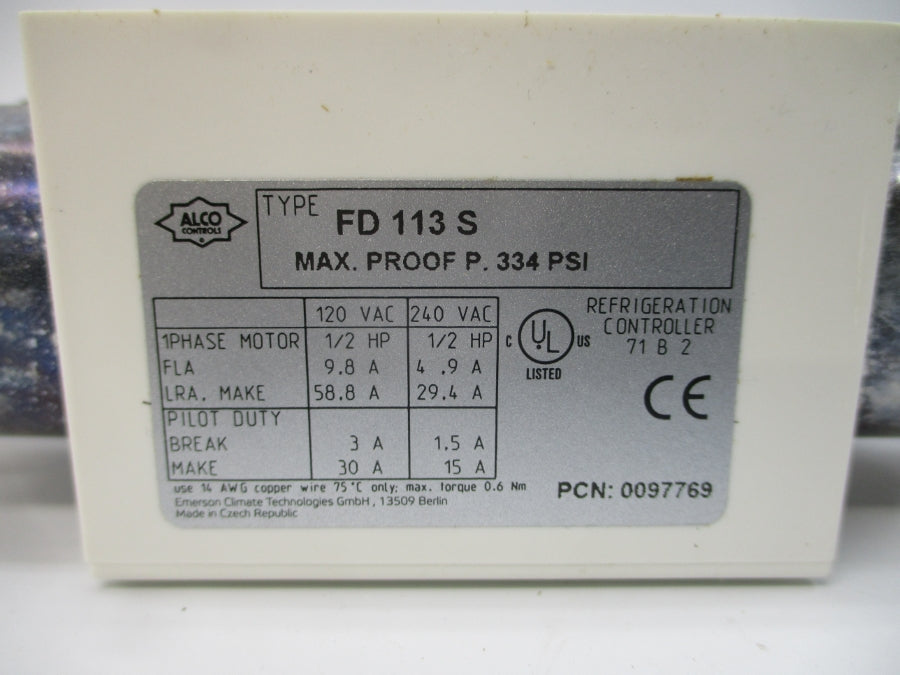 ALCO
CONTROLS
TYPE FD 113 S
MAX. PROOF P. 334 PSI
120 VAC 240 VAC
1PHASE MOTOR 1/2 HP 1/2 HP
FLA 9.8 A 4 .9 A
LRA. MAKE 58.8 A 29.4 A
PILOT DUTY
BREAK 3 A 1.5 A
MAKE 30 A 15 A
C UL US
LISTED
REFRIGERATION
CONTROLLER
71 B 2
CE
use 14 AWG copper wire 75°C only; max. torque 0.6 Nm
Emerson Climate Technologies GmbH , 13509 Berlin
Made in Czech Republic
PCN: 0097769